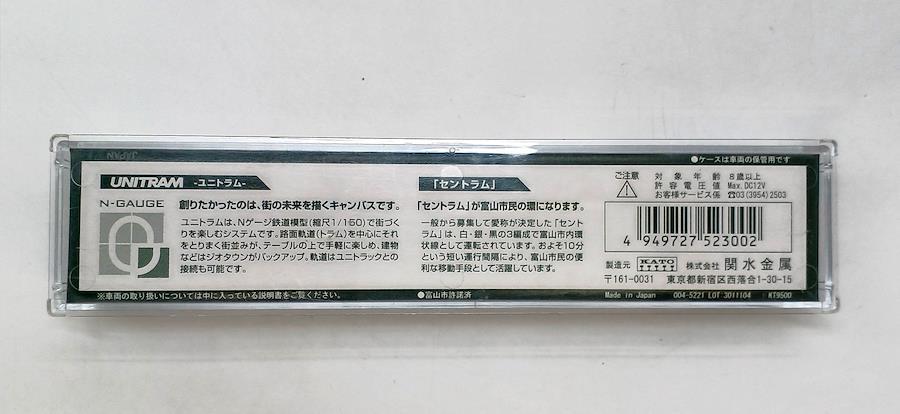 JAPAN
●ケースは車両の保管用です
UNITRAM -ユニトラム-
N-GAUGE
創りたかったのは、街の未来を描くキャンバスです。
ユニトラムは、Nゲージ鉄道模型(縮尺1/150)で街づく
りを楽しむシステムです。路面軌道(トラム)を中心にそれ
をとりまく街並みが、テーブルの上で手軽に楽しめ、建物
などはジオタウンがバックアップ。軌道はユニトラックとの
接続も可能です。
※車両の取り扱いについては中に入っている説明書をご覧ください。
「セントラム」
「セントラム」が富山市民の環になります。
一般から募集して愛称が決定した「セント
ラム」は、白・銀・黒の3編成で富山市内環
状線として運転されています。およそ10分
という短い運行間隔により、富山市民の便
利な移動手段として活躍しています。
●富山市許諾済
ご注意
対象年齢 8歳以上
許容電圧値 Max.DC12V
お客様サービス係 ☎03(3954)2503
4 949727 523002
製造元 KATO 株式会社 関水金属
〒161-0031 東京都新宿区西落合1-30-15
Made in Japan 004-5221 LOT 3011104 KT9500